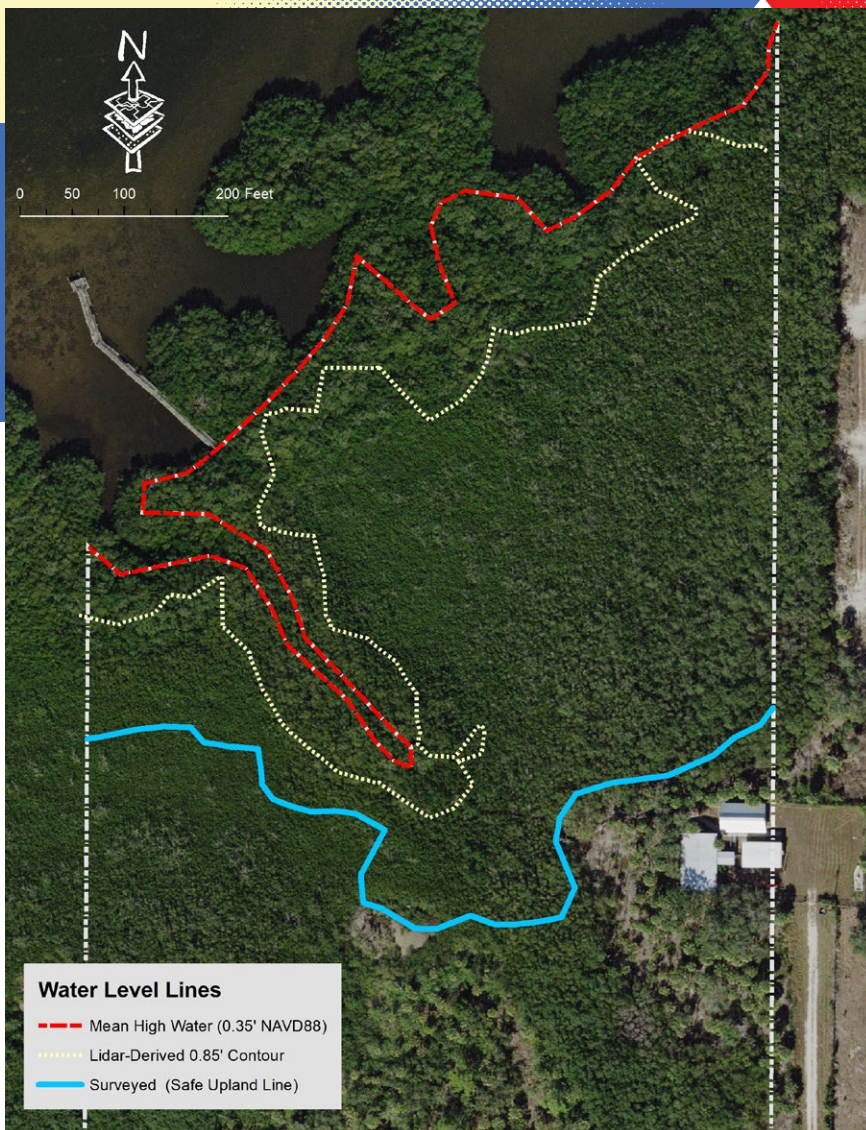 N
0 50 100 200 Feet
Water Level Lines
Mean High Water (0.35' NAVD88)
Lidar-Derived 0.85' Contour
Surveyed (Safe Upland Line)